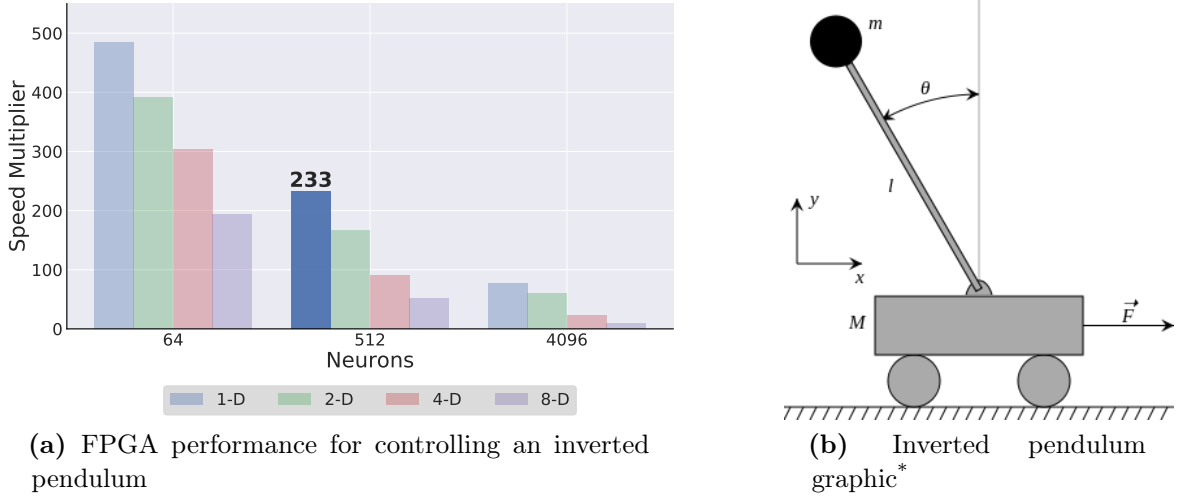 500
400
300
200
100
0
Speed Multiplier
233
64
512
4096
Neurons
1-D
2-D
4-D
8-D
(a) FPGA performance for controlling an inverted
pendulum
m
θ
l
y
x
M
F
(b) Inverted pendulum
graphic*